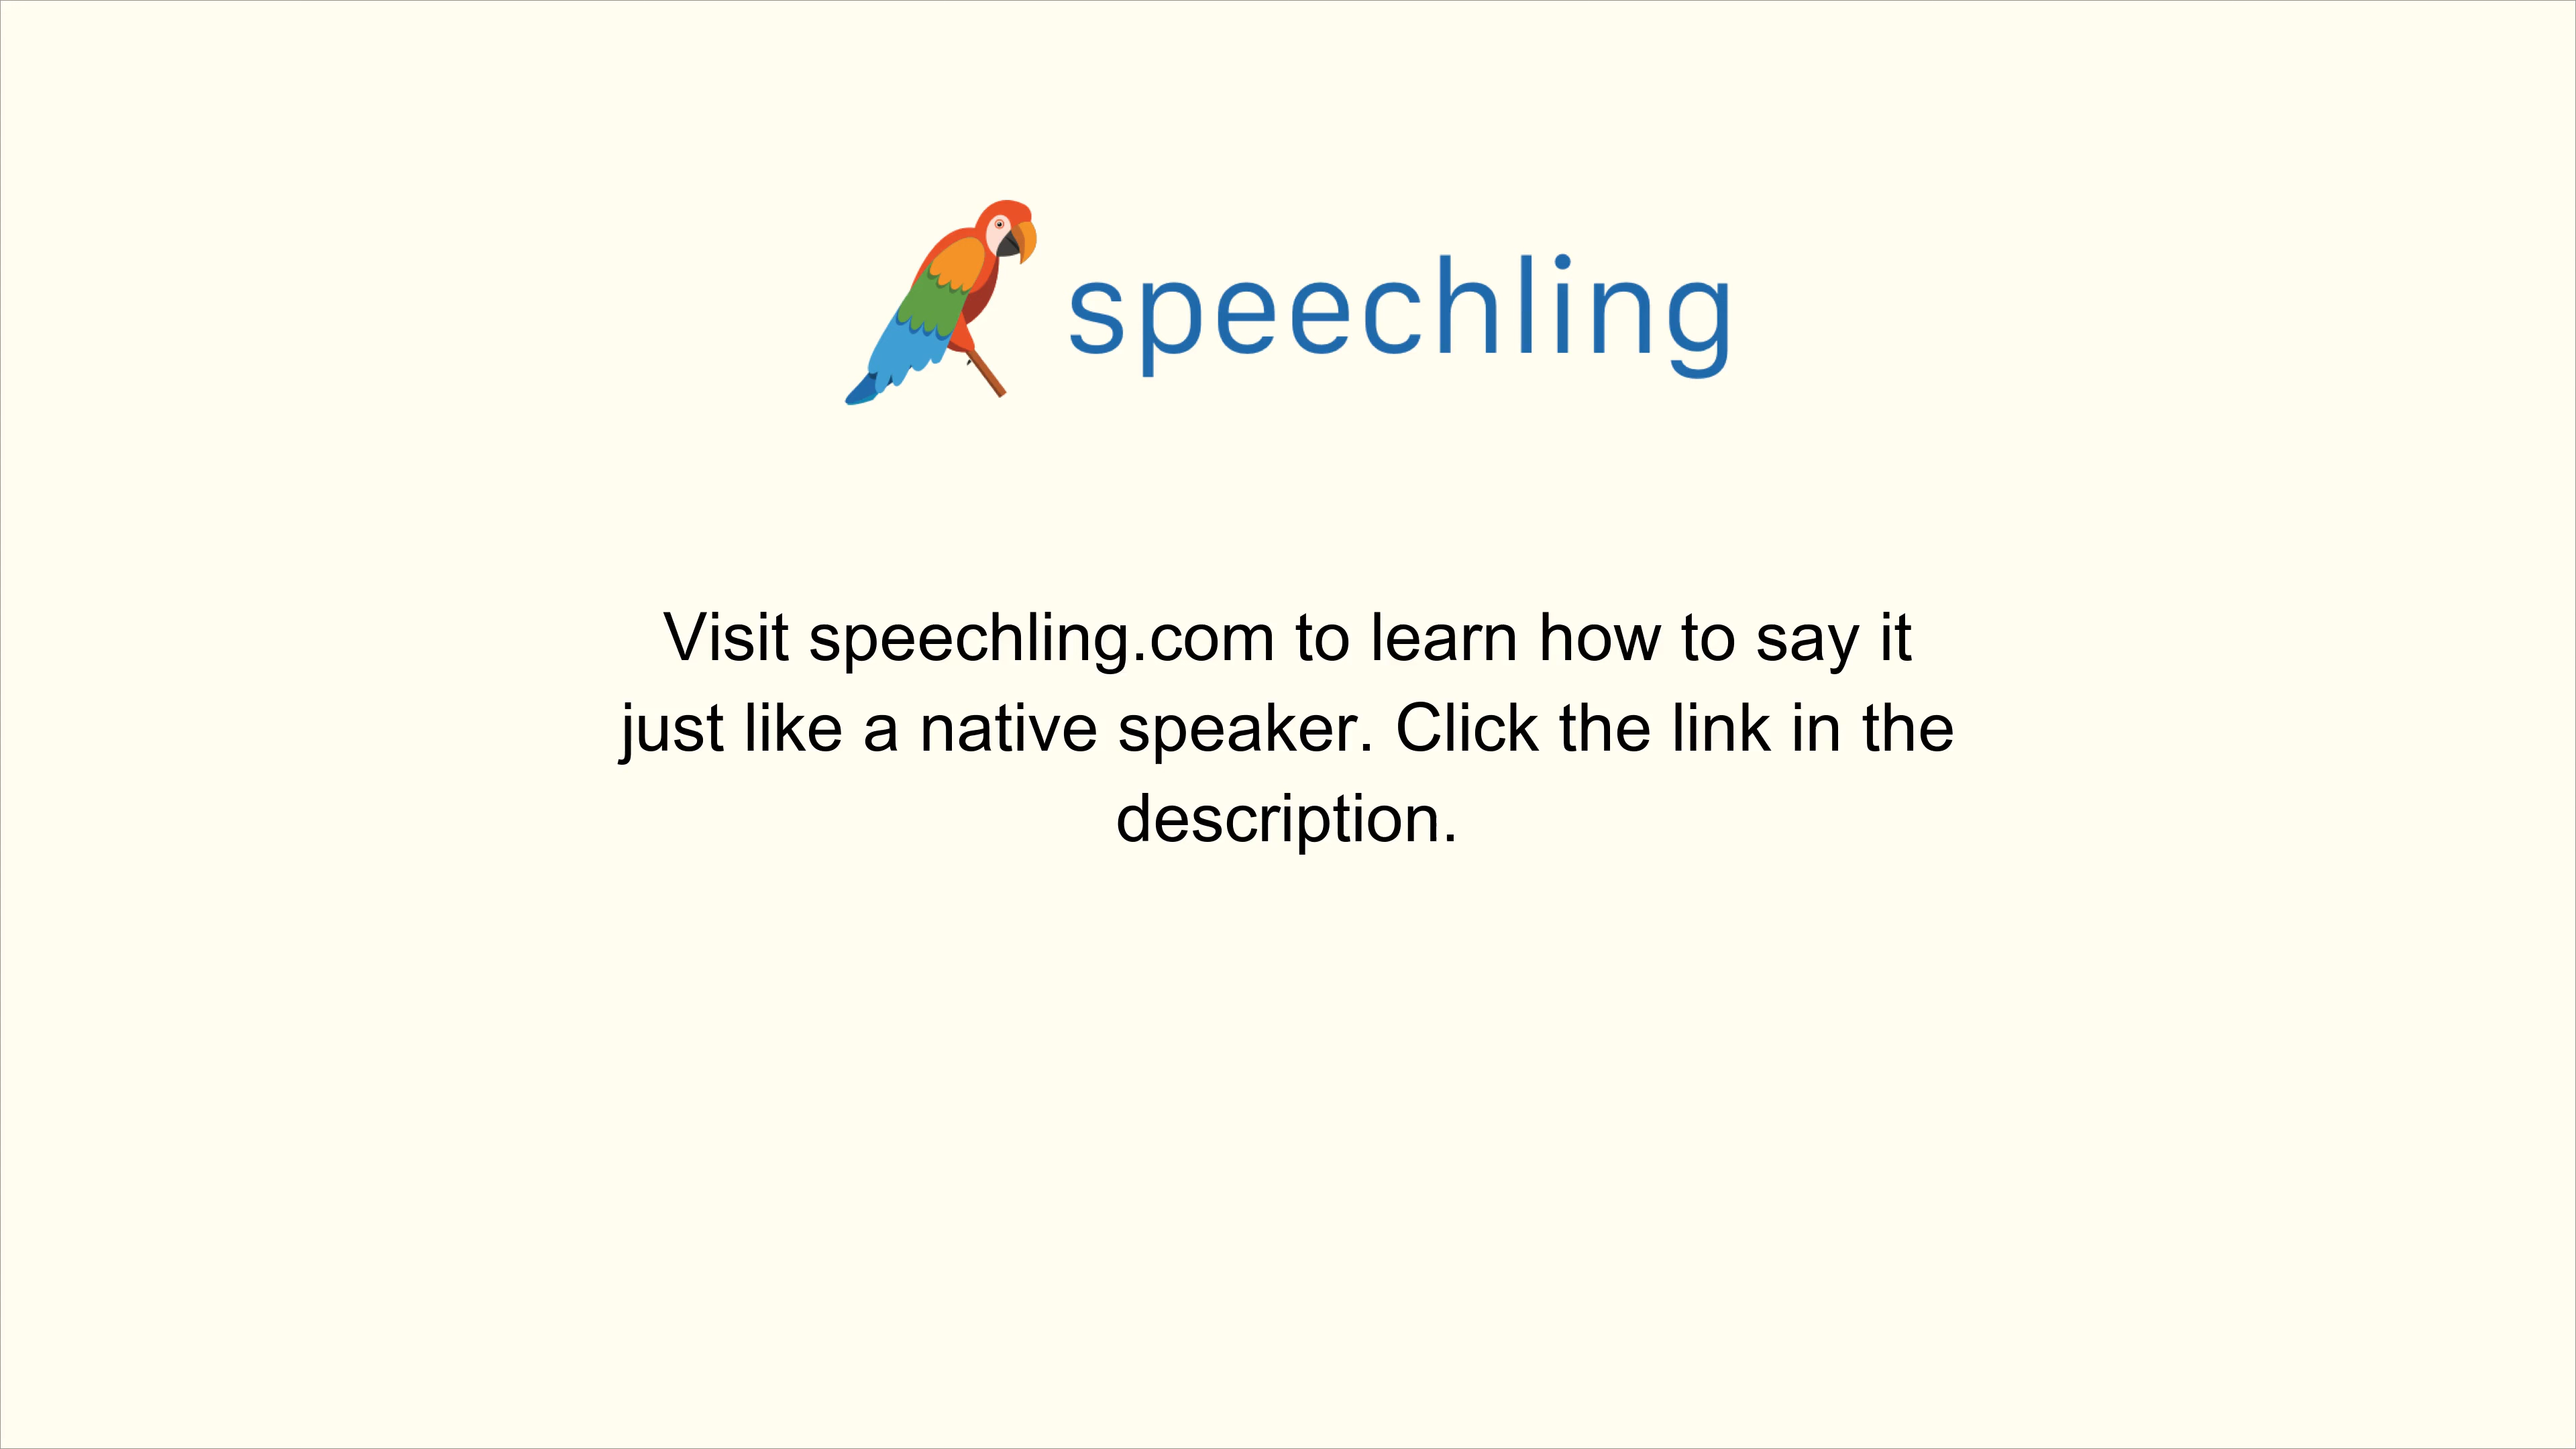 speechling
Visit speechling.com to learn how to say it
just like a native speaker. Click the link in the
description.